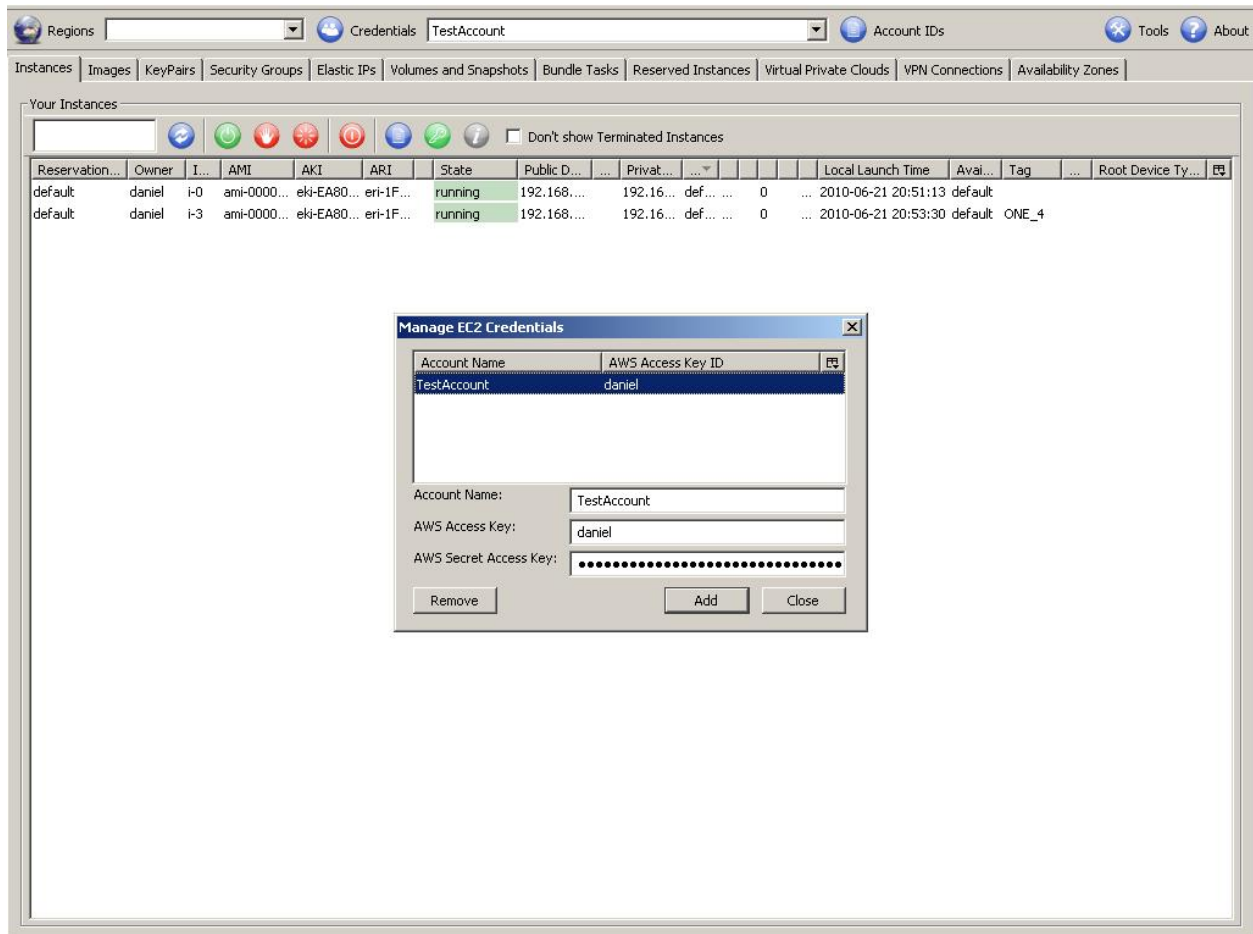 Regions Credentials TestAccount Account IDs Tools About
Instances Images KeyPairs Security Groups Elastic IPs Volumes and Snapshots Bundle Tasks Reserved Instances Virtual Private Clouds VPN Connections Availability Zones
Your Instances
Don't show Terminated Instances
Reservation... Owner I... AMI AKI ARI State Public D... ... Privat... ... Local Launch Time Avai... Tag ... Root Device Ty...
default daniel i-0 ami-0000... eki-EA80... eri-1F... running 192.168.... 192.16... def... ... 0 ... 2010-06-21 20:51:13 default
default daniel i-3 ami-0000... eki-EA80... eri-1F... running 192.168.... 192.16... def... ... 0 ... 2010-06-21 20:53:30 default ONE_4
Manage EC2 Credentials
Account Name AWS Access Key ID
TestAccount daniel
Account Name: TestAccount
AWS Access Key: daniel
AWS Secret Access Key: ●●●●●●●●●●●●●●●●●●●●●●●●●●●●●●●
Remove Add Close